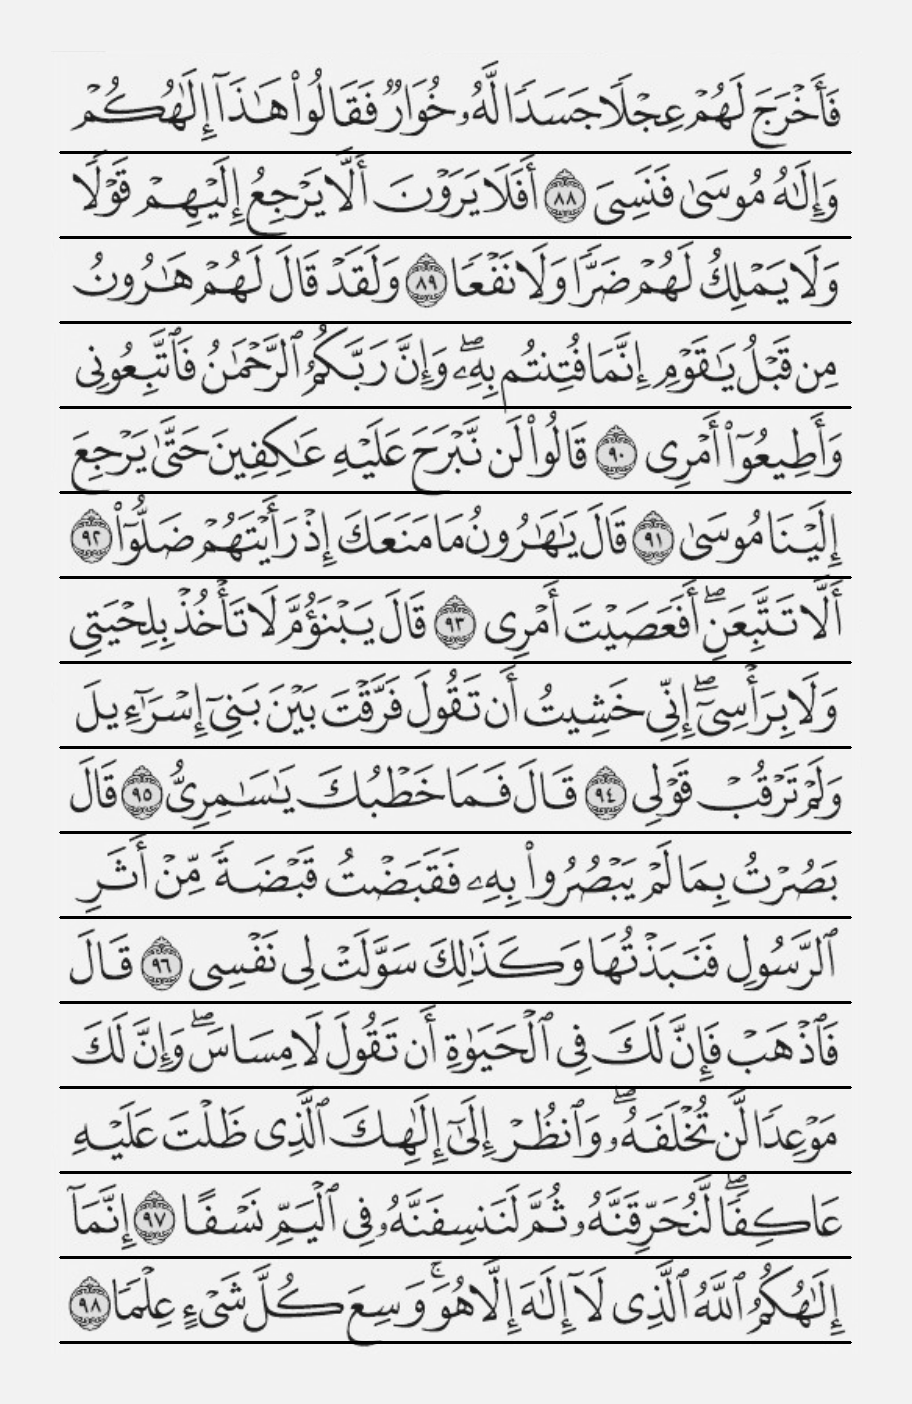 فَأَخْرَجَ لَهُمْ عِجْلًا جَسَدًا لَّهُۥ خُوَارٌ فَقَالُوا۟ هَـٰذَآ إِلَـٰهُكُمْ
وَإِلَـٰهُ مُوسَىٰ فَنَسِىَ ٨٨ أَفَلَا يَرَوْنَ أَلَّا يَرْجِعُ إِلَيْهِمْ قَوْلًا
وَلَا يَمْلِكُ لَهُمْ ضَرًّا وَلَا نَفْعًا ٨٩ وَلَقَدْ قَالَ لَهُمْ هَـٰرُونُ
مِن قَبْلُ يَـٰقَوْمِ إِنَّمَا فُتِنتُم بِهِۦ ۖ وَإِنَّ رَبَّكُمُ ٱلرَّحْمَـٰنُ فَٱتَّبِعُونِى
وَأَطِيعُوٓا۟ أَمْرِى ٩٠ قَالُوا۟ لَن نَّبْرَحَ عَلَيْهِ عَـٰكِفِينَ حَتَّىٰ يَرْجِعَ
إِلَيْنَا مُوسَىٰ ٩١ قَالَ يَـٰهَـٰرُونُ مَا مَنَعَكَ إِذْ رَأَيْتَهُمْ ضَلُّوٓا۟ ٩٢
أَلَّا تَتَّبِعَنِ ۖ أَفَعَصَيْتَ أَمْرِى ٩٣ قَالَ يَبْنَؤُمَّ لَا تَأْخُذْ بِلِحْيَتِى
وَلَا بِرَأْسِىٓ ۖ إِنِّى خَشِيتُ أَن تَقُولَ فَرَّقْتَ بَيْنَ بَنِىٓ إِسْرَٰٓءِيلَ
وَلَمْ تَرْقُبْ قَوْلِى ٩٤ قَالَ فَمَا خَطْبُكَ يَـٰسَـٰمِرِىُّ ٩٥ قَالَ
بَصُرْتُ بِمَا لَمْ يَبْصُرُوا۟ بِهِۦ فَقَبَضْتُ قَبْضَةً مِّنْ أَثَرِ
ٱلرَّسُولِ فَنَبَذْتُهَا وَكَذَٰلِكَ سَوَّلَتْ لِى نَفْسِى ٩٦ قَالَ
فَٱذْهَبْ فَإِنَّ لَكَ فِى ٱلْحَيَوٰةِ أَن تَقُولَ لَا مِسَاسَ ۖ وَإِنَّ لَكَ
مَوْعِدًا لَّن تُخْلَفَهُۥ ۖ وَٱنظُرْ إِلَىٰٓ إِلَـٰهِكَ ٱلَّذِى ظَلْتَ عَلَيْهِ
عَاكِفًا ۖ لَّنُحَرِّقَنَّهُۥ ثُمَّ لَنَنسِفَنَّهُۥ فِى ٱلْيَمِّ نَسْفًا ٩٧ إِنَّمَآ
إِلَـٰهُكُمُ ٱللَّهُ ٱلَّذِى لَآ إِلَـٰهَ إِلَّا هُوَ ۚ وَسِعَ كُلَّ شَىْءٍ عِلْمًا ٩٨